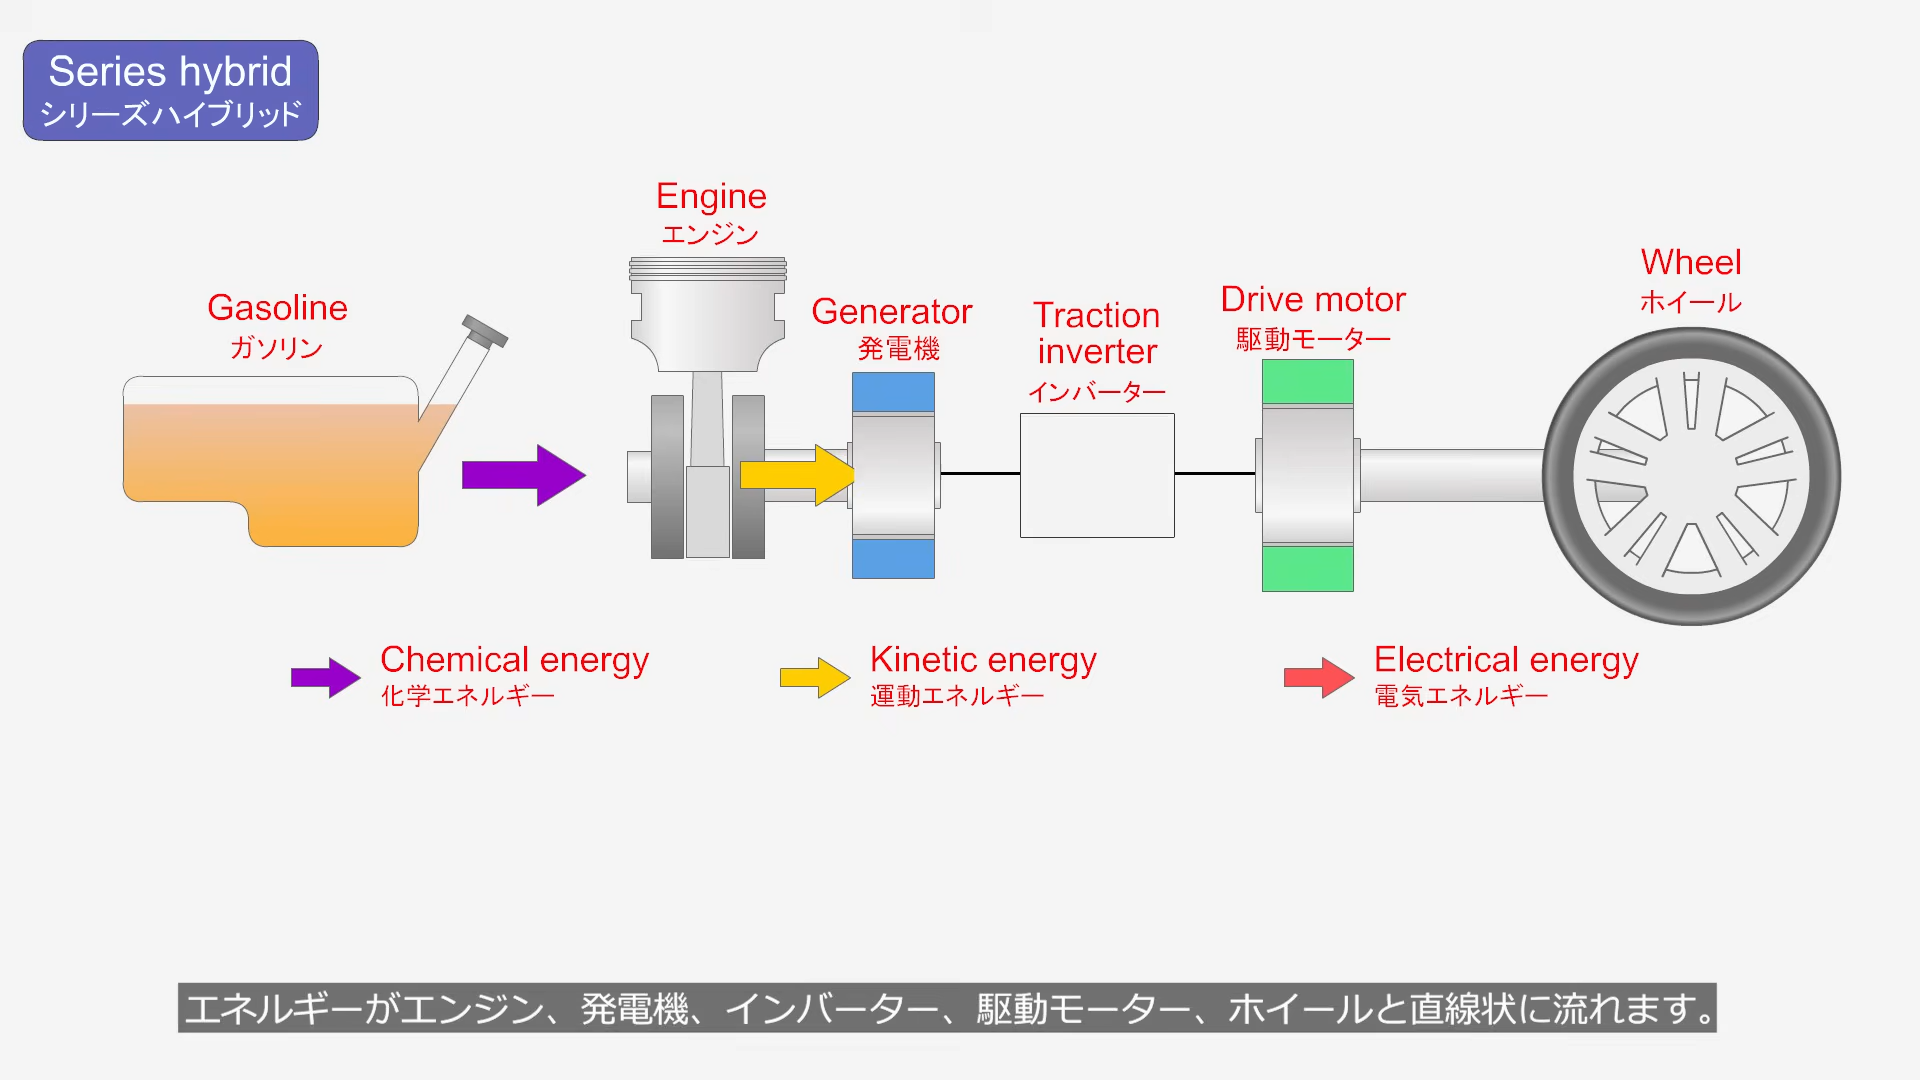 Series hybrid
シリーズハイブリッド
Engine
エンジン
Gasoline
ガソリン
Generator
発電機
Traction
inverter
インバーター
Drive motor
駆動モーター
Wheel
ホイール
Chemical energy
化学エネルギー
Kinetic energy
運動エネルギー
Electrical energy
電気エネルギー
エネルギーがエンジン、発電機、インバーター、駆動モーター、ホイールと直線状に流れます。